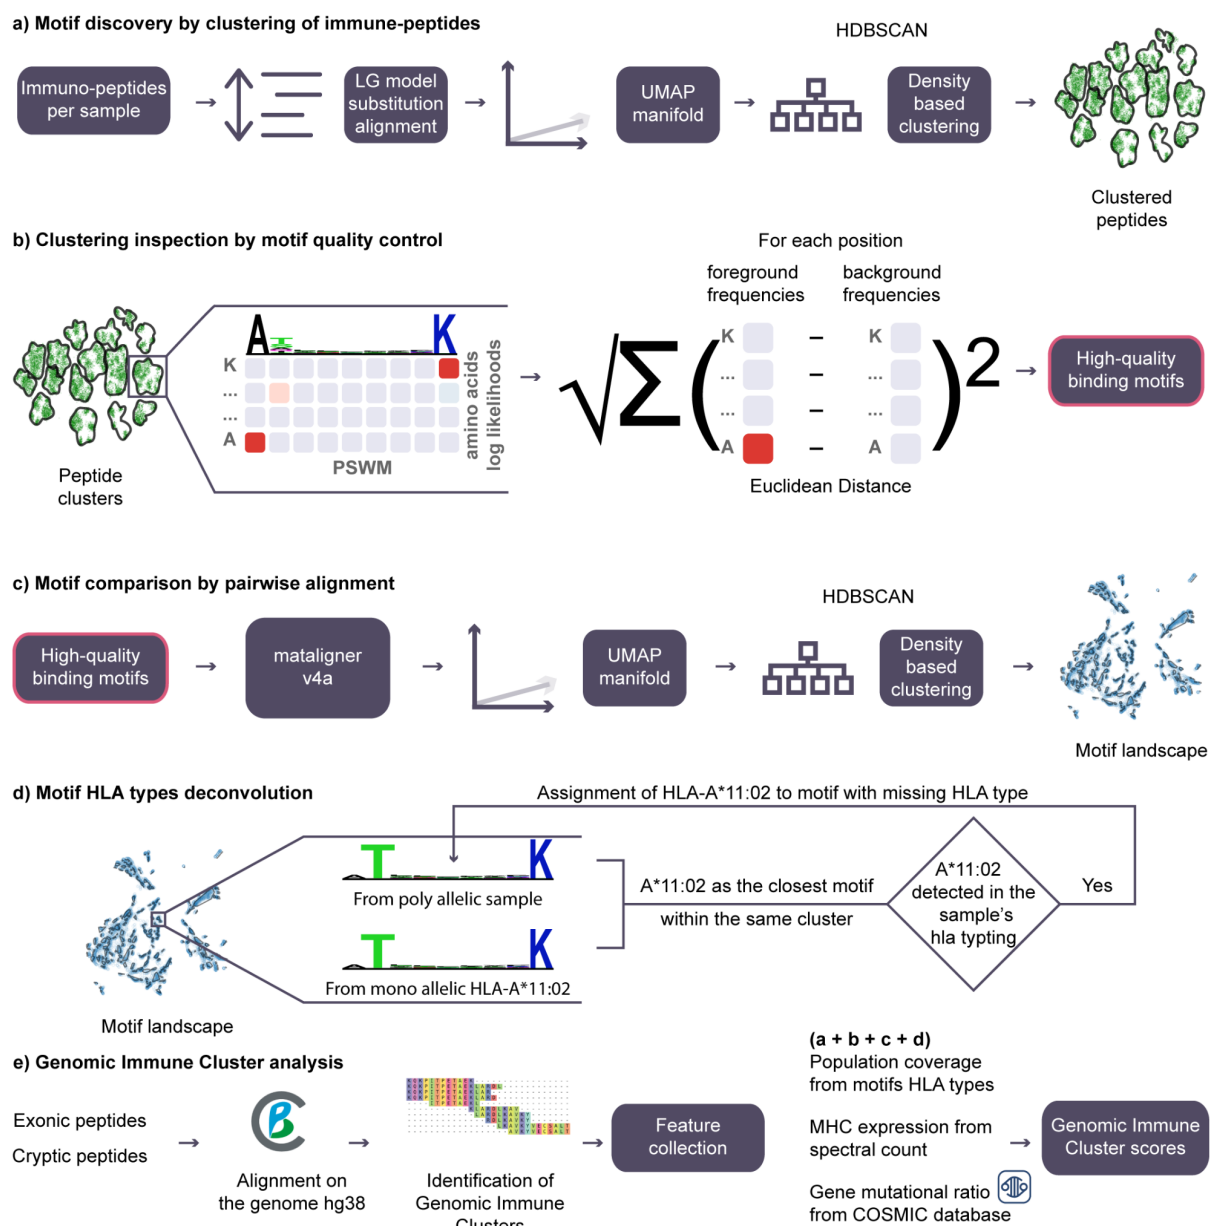 a) Motif discovery by clustering of immune-peptides
HDBSCAN
Immuno-peptides
per sample
LG model
substitution
alignment
UMAP
manifold
Density
based
clustering
Clustered
peptides
b) Clustering inspection by motif quality control
For each position
foreground
frequencies
background
frequencies
A
K
K
...
...
A
amino acids
log likelihoods
PSWM
√Σ(
K
–
K
...
–
...
...
–
...
A
–
A
)2
Euclidean Distance
High-quality
binding motifs
Peptide
clusters
c) Motif comparison by pairwise alignment
HDBSCAN
High-quality
binding motifs
mataligner
v4a
UMAP
manifold
Density
based
clustering
Motif landscape
d) Motif HLA types deconvolution
Assignment of HLA-A*11:02 to motif with missing HLA type
T K
From poly allelic sample
T K
From mono allelic HLA-A*11:02
A*11:02 as the closest motif
within the same cluster
A*11:02
detected in the
sample's
hla typting
Yes
Motif landscape
e) Genomic Immune Cluster analysis
Exonic peptides
Cryptic peptides
Alignment on
the genome hg38
Identification of
Genomic Immune
Clusters
Feature
collection
(a + b + c + d)
Population coverage
from motifs HLA types
MHC expression from
spectral count
Gene mutational ratio
from COSMIC database
Genomic Immune
Cluster scores